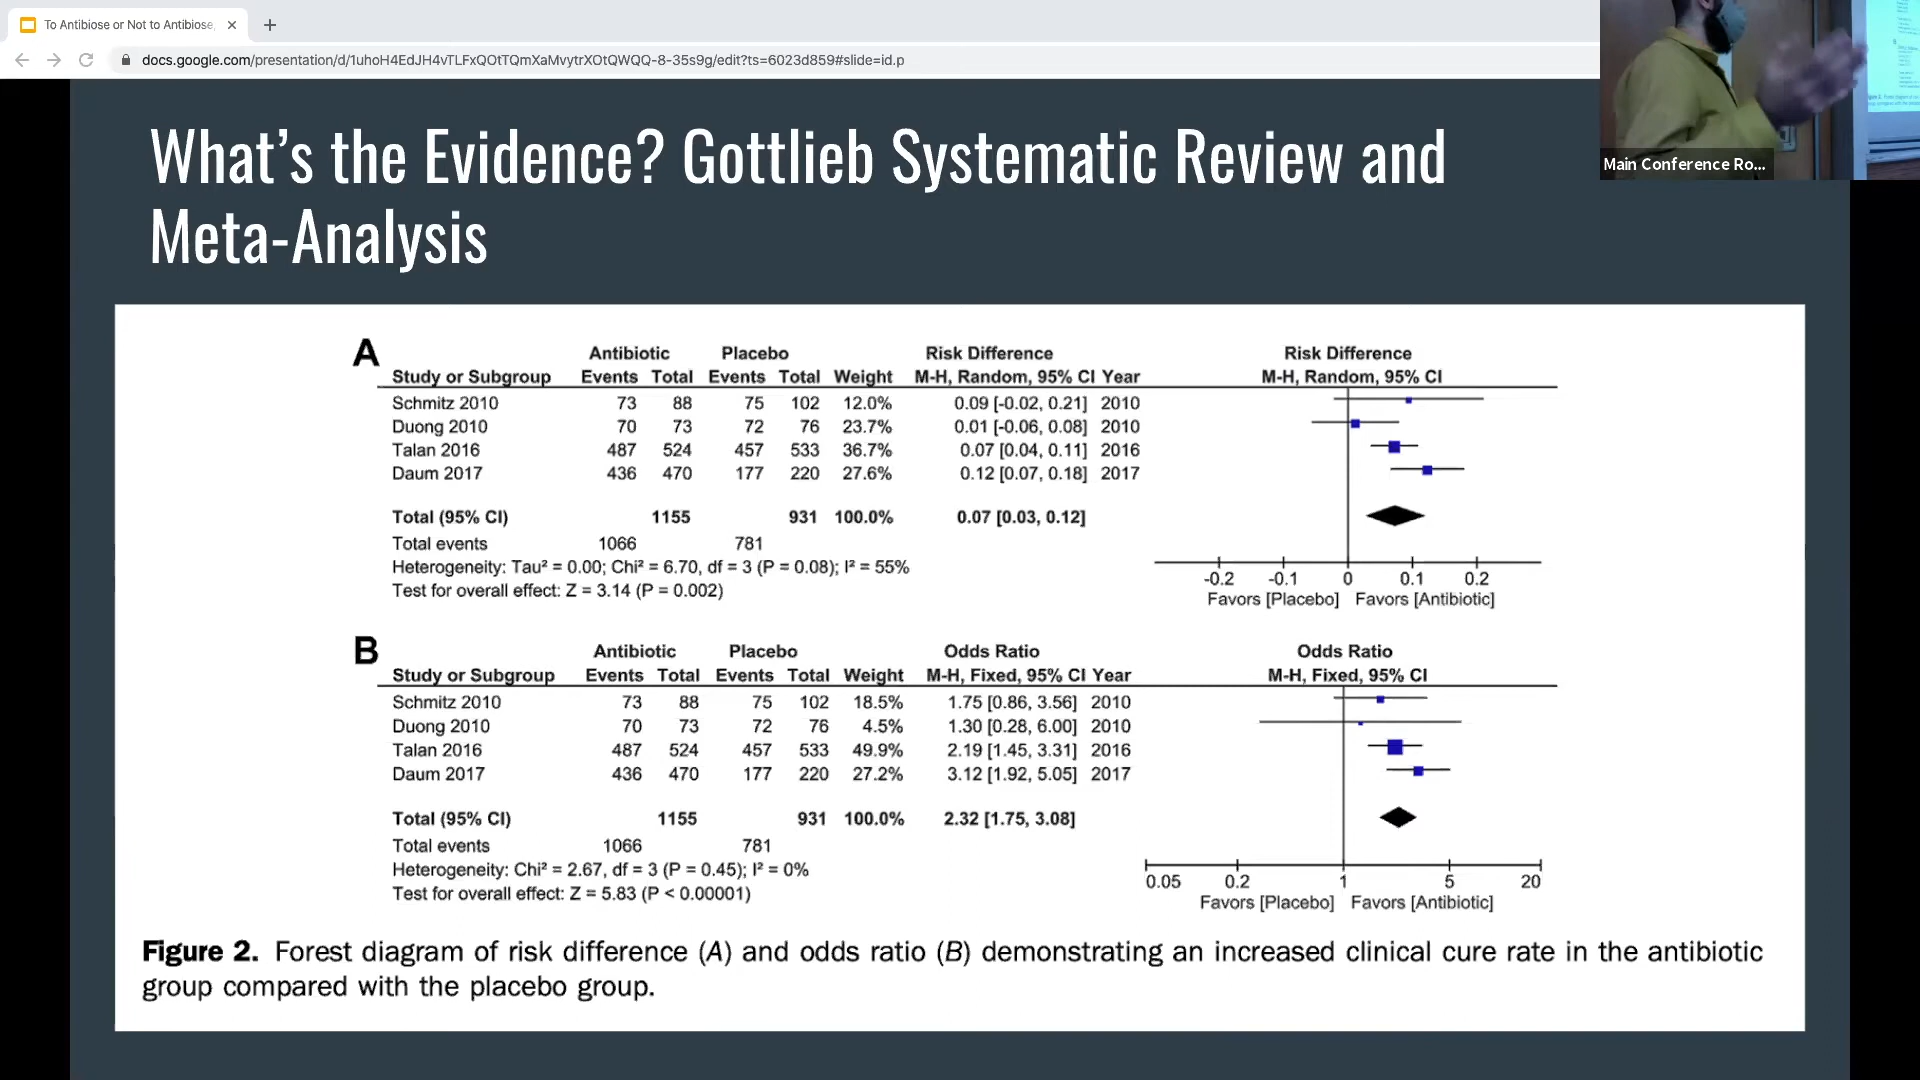 To Antibiose or Not to Antibiose,
docs.google.com/presentation/d/1uhoH4EdJH4vTLFxQOtTQmXaMvytrXOtQWQQ-8-35s9g/edit?ts=6023d859#slide=id.p
Main Conference Ro...
What's the Evidence? Gottlieb Systematic Review and
Meta-Analysis
A
Antibiotic Placebo Risk Difference Risk Difference
Study or Subgroup Events Total Events Total Weight M-H, Random, 95% CI Year M-H, Random, 95% CI
Schmitz 2010 73 88 75 102 12.0% 0.09 [-0.02, 0.21] 2010
Duong 2010 70 73 72 76 23.7% 0.01 [-0.06, 0.08] 2010
Talan 2016 487 524 457 533 36.7% 0.07 [0.04, 0.11] 2016
Daum 2017 436 470 177 220 27.6% 0.12 [0.07, 0.18] 2017
Total (95% CI) 1155 931 100.0% 0.07 [0.03, 0.12]
Total events 1066 781
Heterogeneity: Tau² = 0.00; Chi² = 6.70, df = 3 (P = 0.08); I² = 55%
Test for overall effect: Z = 3.14 (P = 0.002)
-0.2 -0.1 0 0.1 0.2
Favors [Placebo] Favors [Antibiotic]
B
Antibiotic Placebo Odds Ratio Odds Ratio
Study or Subgroup Events Total Events Total Weight M-H, Fixed, 95% CI Year M-H, Fixed, 95% CI
Schmitz 2010 73 88 75 102 18.5% 1.75 [0.86, 3.56] 2010
Duong 2010 70 73 72 76 4.5% 1.30 [0.28, 6.00] 2010
Talan 2016 487 524 457 533 49.9% 2.19 [1.45, 3.31] 2016
Daum 2017 436 470 177 220 27.2% 3.12 [1.92, 5.05] 2017
Total (95% CI) 1155 931 100.0% 2.32 [1.75, 3.08]
Total events 1066 781
Heterogeneity: Chi² = 2.67, df = 3 (P = 0.45); I² = 0%
Test for overall effect: Z = 5.83 (P < 0.00001)
0.05 0.2 1 5 20
Favors [Placebo] Favors [Antibiotic]
Figure 2. Forest diagram of risk difference (A) and odds ratio (B) demonstrating an increased clinical cure rate in the antibiotic
group compared with the placebo group.